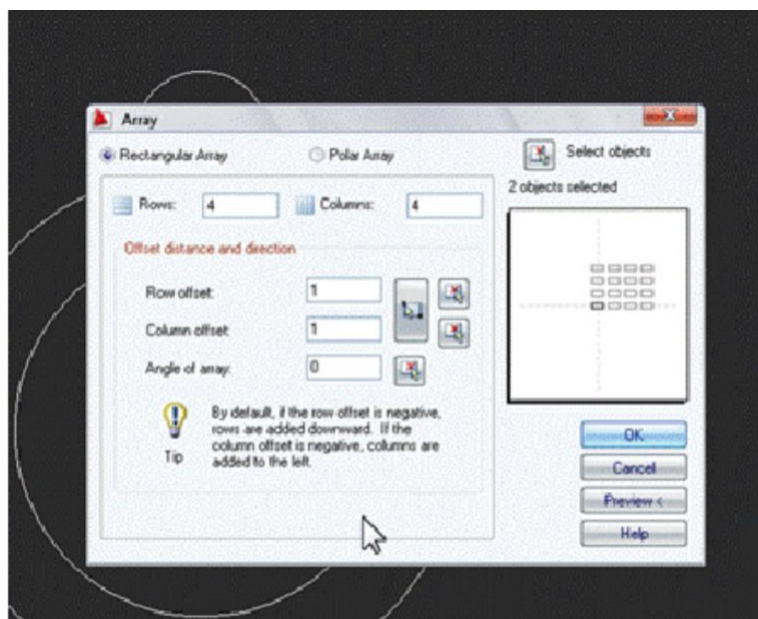 Array
Rectangular Array
Polar Array
Select objects
2 objects selected
Rows: 4
Columns: 4
Offset distance and direction
Row offset: 1
Column offset: 1
Angle of array: 0
Tip
By default, if the row offset is negative,
rows are added downward. If the
column offset is negative, columns are
added to the left.
OK
Cancel
Preview <
Help